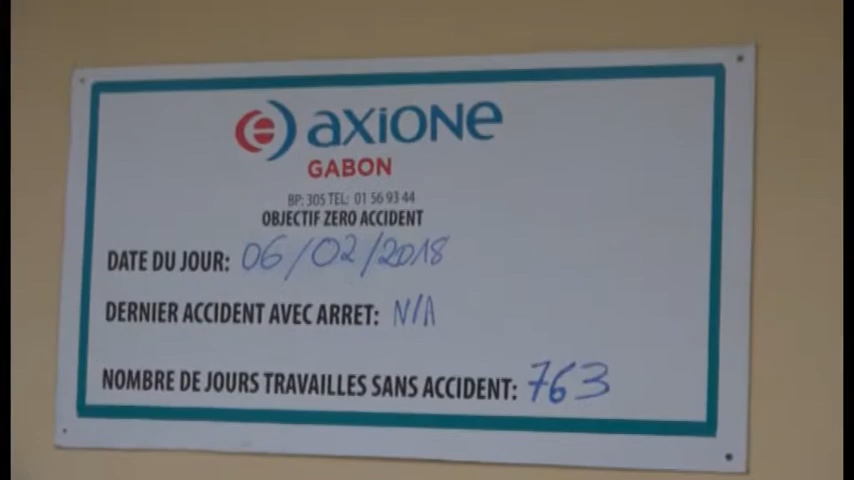 axione
GABON
BP: 305 TEL: 01 56 93 44
OBJECTIF ZERO ACCIDENT
DATE DU JOUR: 06/02/2018
DERNIER ACCIDENT AVEC ARRET: N/A
NOMBRE DE JOURS TRAVAILLES SANS ACCIDENT: 763